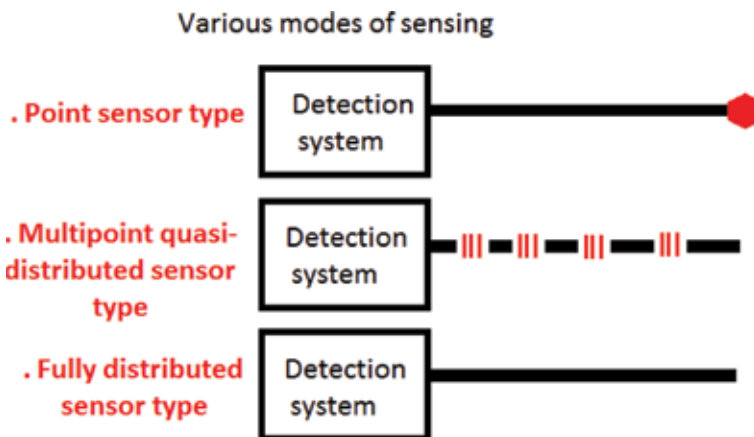 Various modes of sensing
. Point sensor type
Detection
system
. Multipoint quasi-
distributed sensor
type
Detection
system
. Fully distributed
sensor type
Detection
system